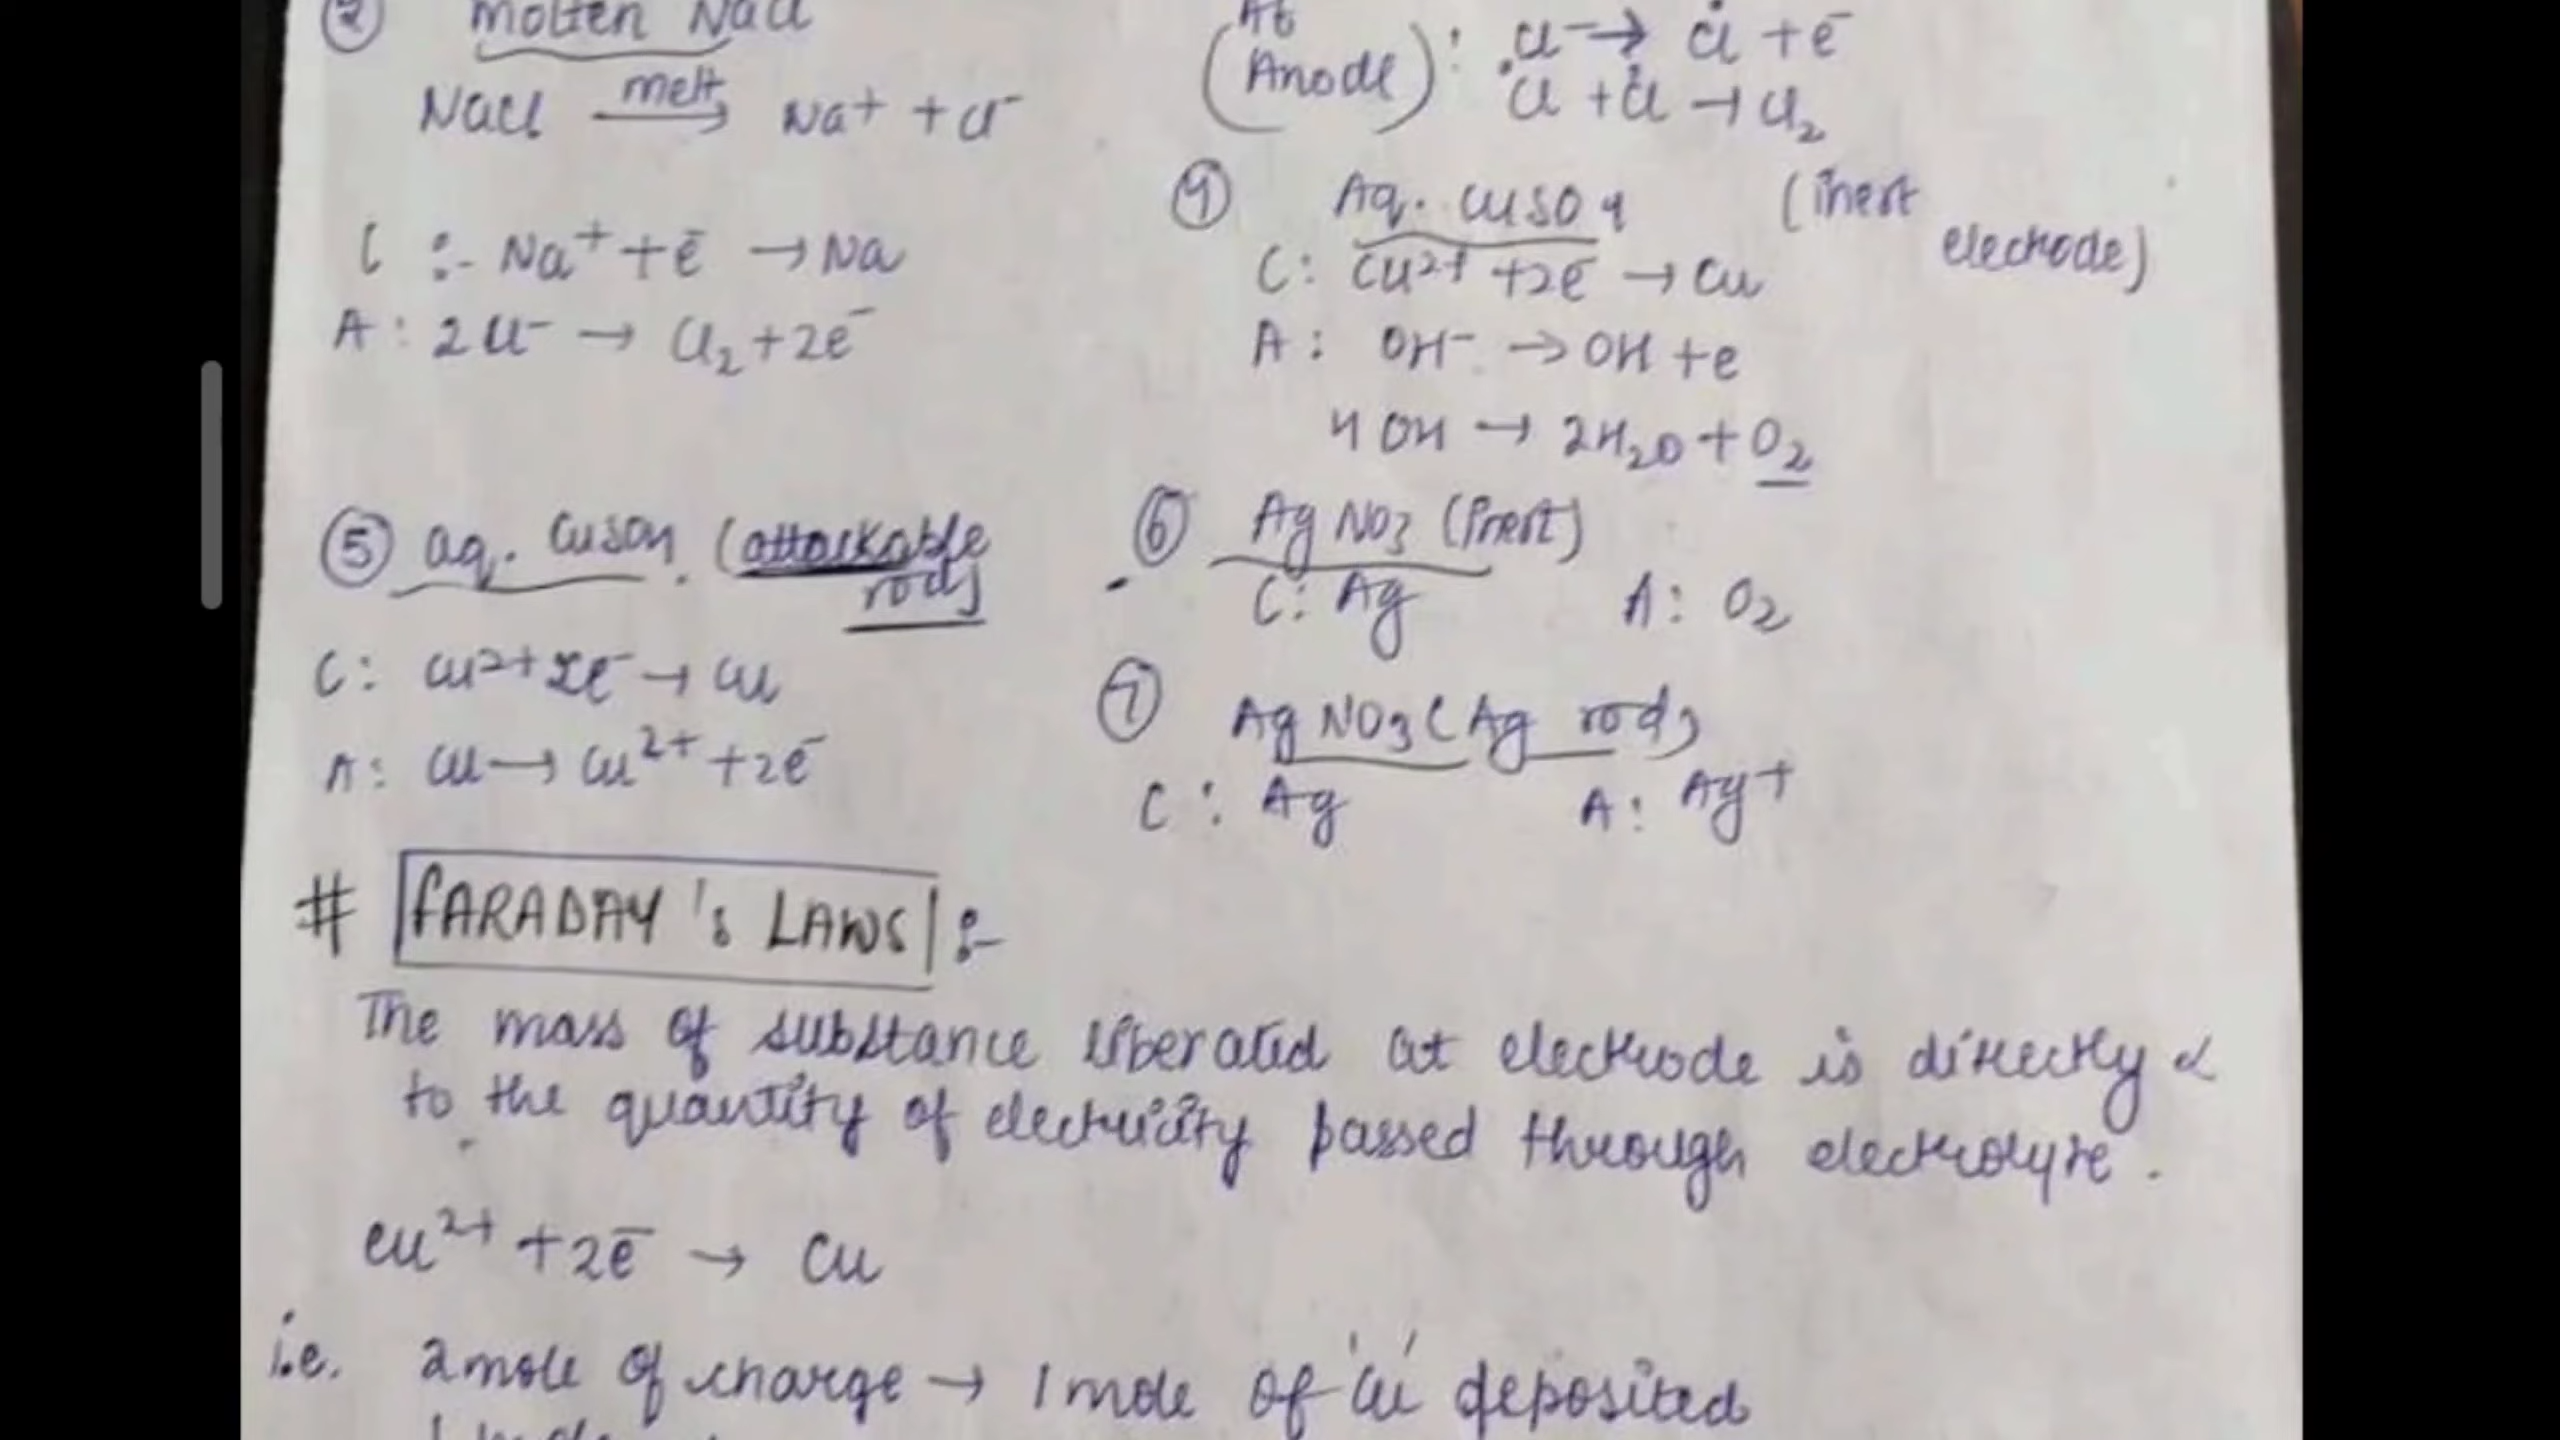 ② Molten NaCl
NaCl melt→ Na+ + Cl-
C :- Na+ + e- → Na
A : 2Cl- → Cl2 + 2e-
At (Anode) : Cl- → Cl + e-
Cl + Cl → Cl2
④ Aq. CuSO4 (inert electrode)
C: Cu2+ + 2e- → Cu
A : OH- → OH + e
4OH → 2H2O + O2
⑤ aq. CuSO4 (attackable rods
C: Cu2+ + 2e- → Cu
A: Cu → Cu2+ + 2e-
⑥ AgNO3 (Inert)
C: Ag A: O2
⑦ AgNO3 (Ag rods
C : Ag A: Ag+
# FARADAY's LAWS :-
The mass of substance liberated at electrode is directly ∝
to the quantity of electricity passed through electrolyte.
Cu2+ + 2e- → Cu
i.e. 2 mole of charge → 1 mole of 'Cu' deposited